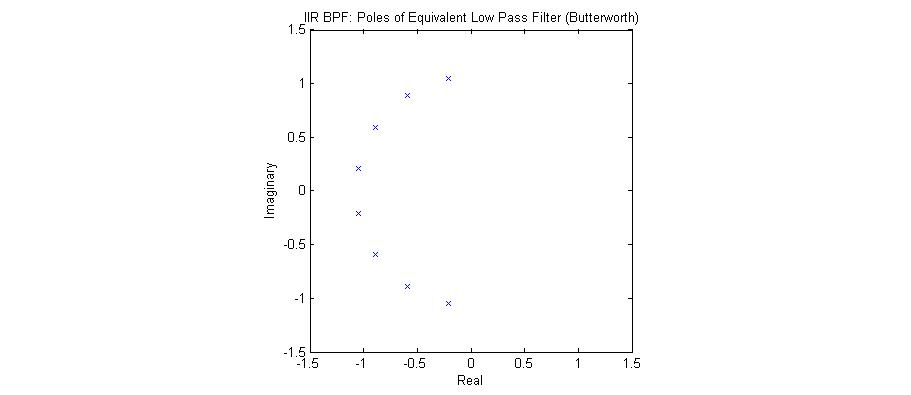 IIR BPF: Poles of Equivalent Low Pass Filter (Butterworth)
1.5
1
0.5
0
-0.5
-1
-1.5
Imaginary
-1.5 -1 -0.5 0 0.5 1 1.5
Real